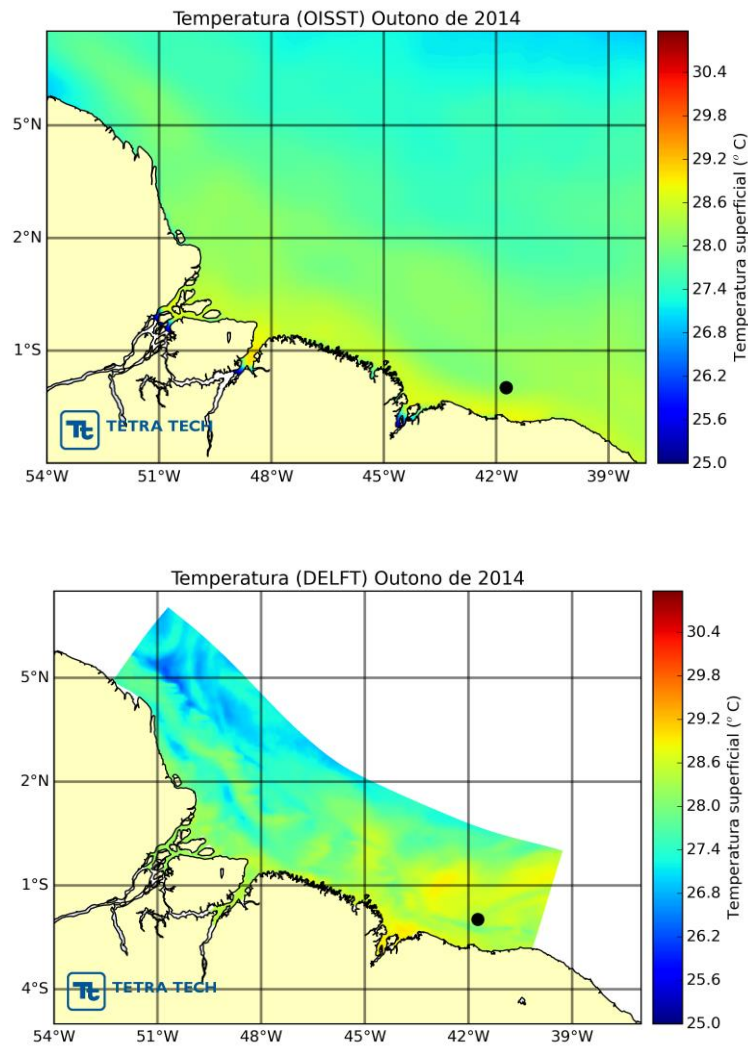 Temperatura (OISST) Outono de 2014
5°N
2°N
1°S
54°W 51°W 48°W 45°W 42°W 39°W
30.4
29.8
29.2
28.6
28.0
27.4
26.8
26.2
25.6
25.0
Temperatura superficial (° C)
Tt TETRA TECH
Temperatura (DELFT) Outono de 2014
5°N
2°N
1°S
4°S
54°W 51°W 48°W 45°W 42°W 39°W
30.4
29.8
29.2
28.6
28.0
27.4
26.8
26.2
25.6
25.0
Temperatura superficial (° C)
Tt TETRA TECH